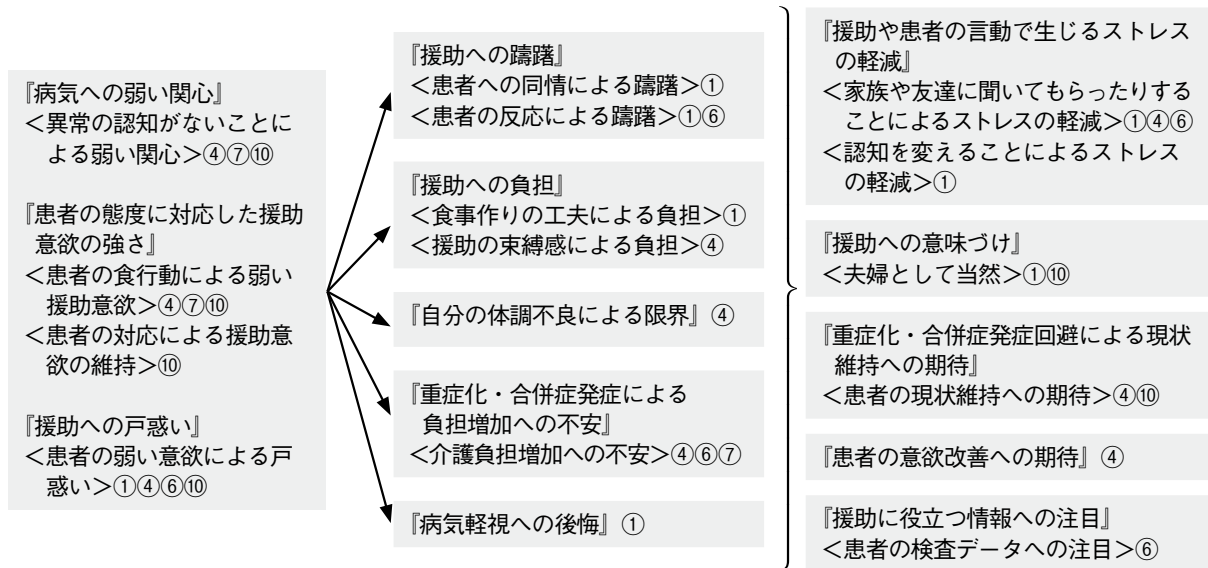 『病気への弱い関心』
<異常の認知がないことに
よる弱い関心>④⑦⑩
『患者の態度に対応した援助
意欲の強さ』
<患者の食行動による弱い
援助意欲>④⑦⑩
<患者の対応による援助意
欲の維持>⑩
『援助への戸惑い』
<患者の弱い意欲による戸
惑い>①④⑥⑩
『援助への躊躇』
<患者への同情による躊躇>①
<患者の反応による躊躇>①⑥
『援助への負担』
<食事作りの工夫による負担>①
<援助の束縛感による負担>④
『自分の体調不良による限界』④
『重症化・合併症発症による
負担増加への不安』
<介護負担増加への不安>④⑥⑦
『病気軽視への後悔』①
『援助や患者の言動で生じるストレス
の軽減』
<家族や友達に聞いてもらったりする
ことによるストレスの軽減>①④⑥
<認知を変えることによるストレス
の軽減>①
『援助への意味づけ』
<夫婦として当然>①⑩
『重症化・合併症発症回避による現状
維持への期待』
<患者の現状維持への期待>④⑩
『患者の意欲改善への期待』④
『援助に役立つ情報への注目』
<患者の検査データへの注目>⑥